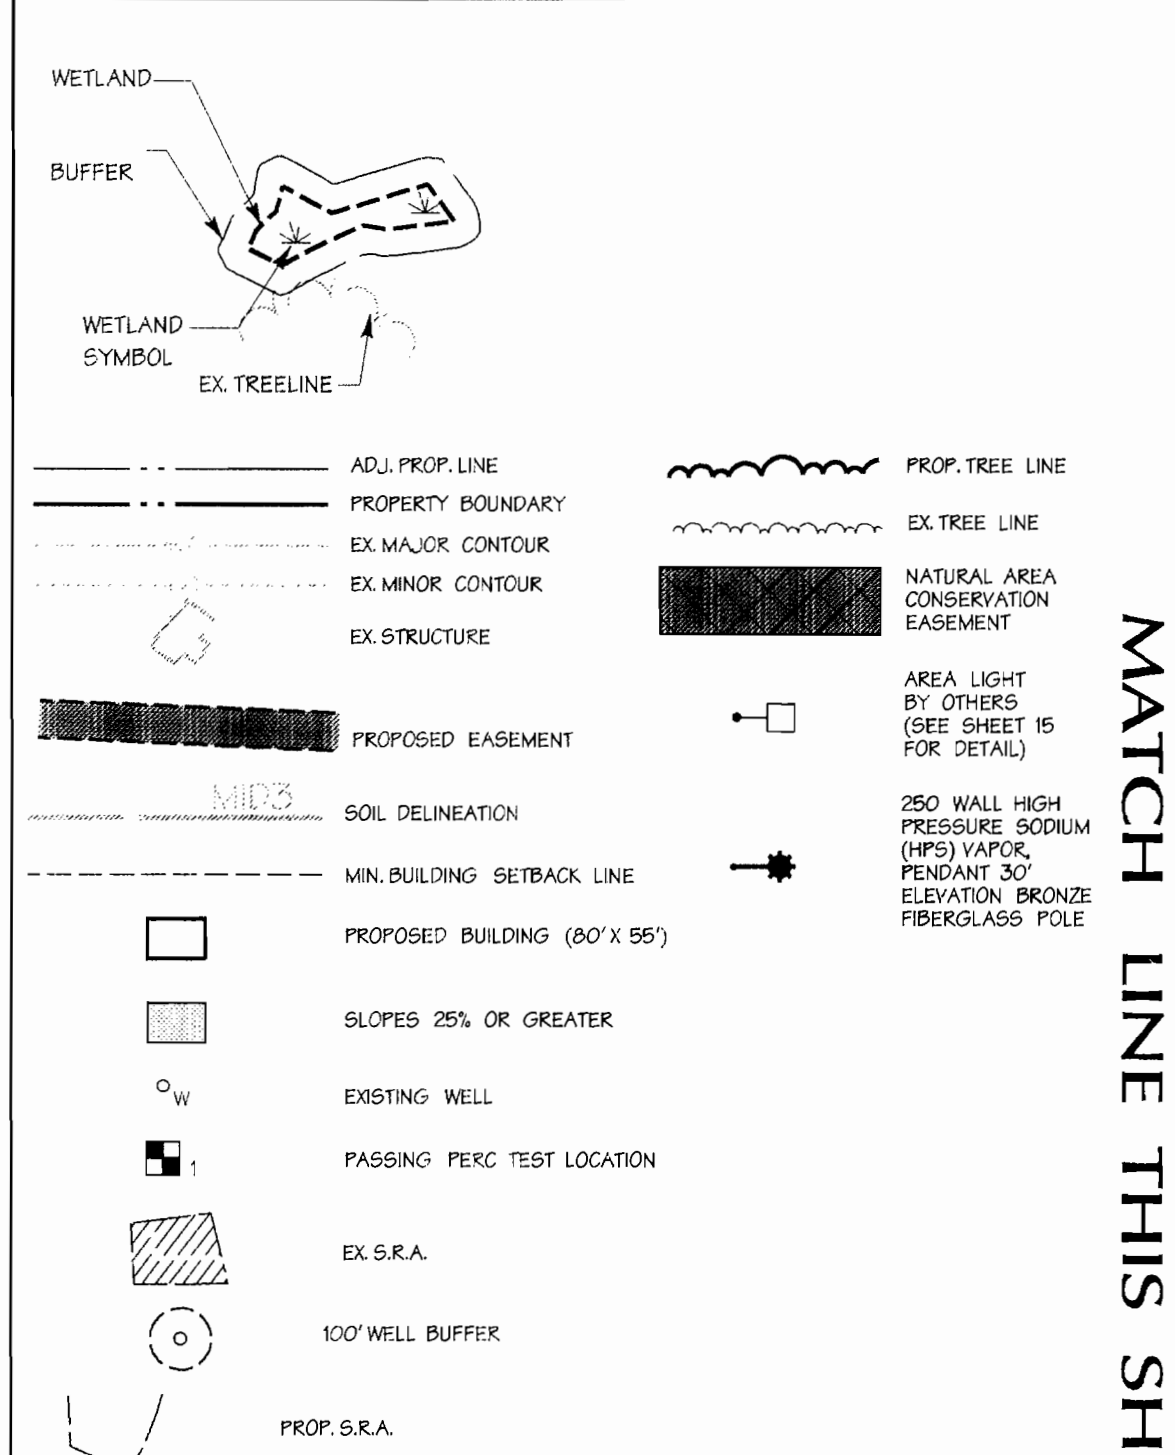 WETLAND
BUFFER
WETLAND
SYMBOL
EX. TREELINE
ADJ. PROP. LINE
PROPERTY BOUNDARY
EX. MAJOR CONTOUR
EX. MINOR CONTOUR
EX. STRUCTURE
PROPOSED EASEMENT
MID3
SOIL DELINEATION
MIN. BUILDING SETBACK LINE
PROPOSED BUILDING (80' X 55')
SLOPES 25% OR GREATER
W
EXISTING WELL
1
PASSING PERC TEST LOCATION
EX. S.R.A.
100' WELL BUFFER
PROP. S.R.A.
PROP. TREE LINE
EX. TREE LINE
NATURAL AREA
CONSERVATION
EASEMENT
AREA LIGHT
BY OTHERS
(SEE SHEET 15
FOR DETAIL)
250 WALL HIGH
PRESSURE SODIUM
(HPS) VAPOR,
PENDANT 30'
ELEVATION BRONZE
FIBERGLASS POLE
MATCH LINE THIS SH